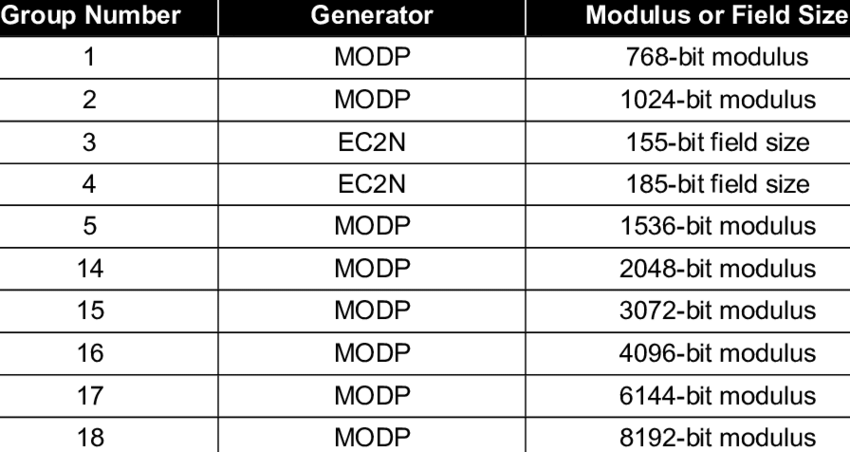 Group Number Generator Modulus or Field Size
1 MODP 768-bit modulus
2 MODP 1024-bit modulus
3 EC2N 155-bit field size
4 EC2N 185-bit field size
5 MODP 1536-bit modulus
14 MODP 2048-bit modulus
15 MODP 3072-bit modulus
16 MODP 4096-bit modulus
17 MODP 6144-bit modulus
18 MODP 8192-bit modulus